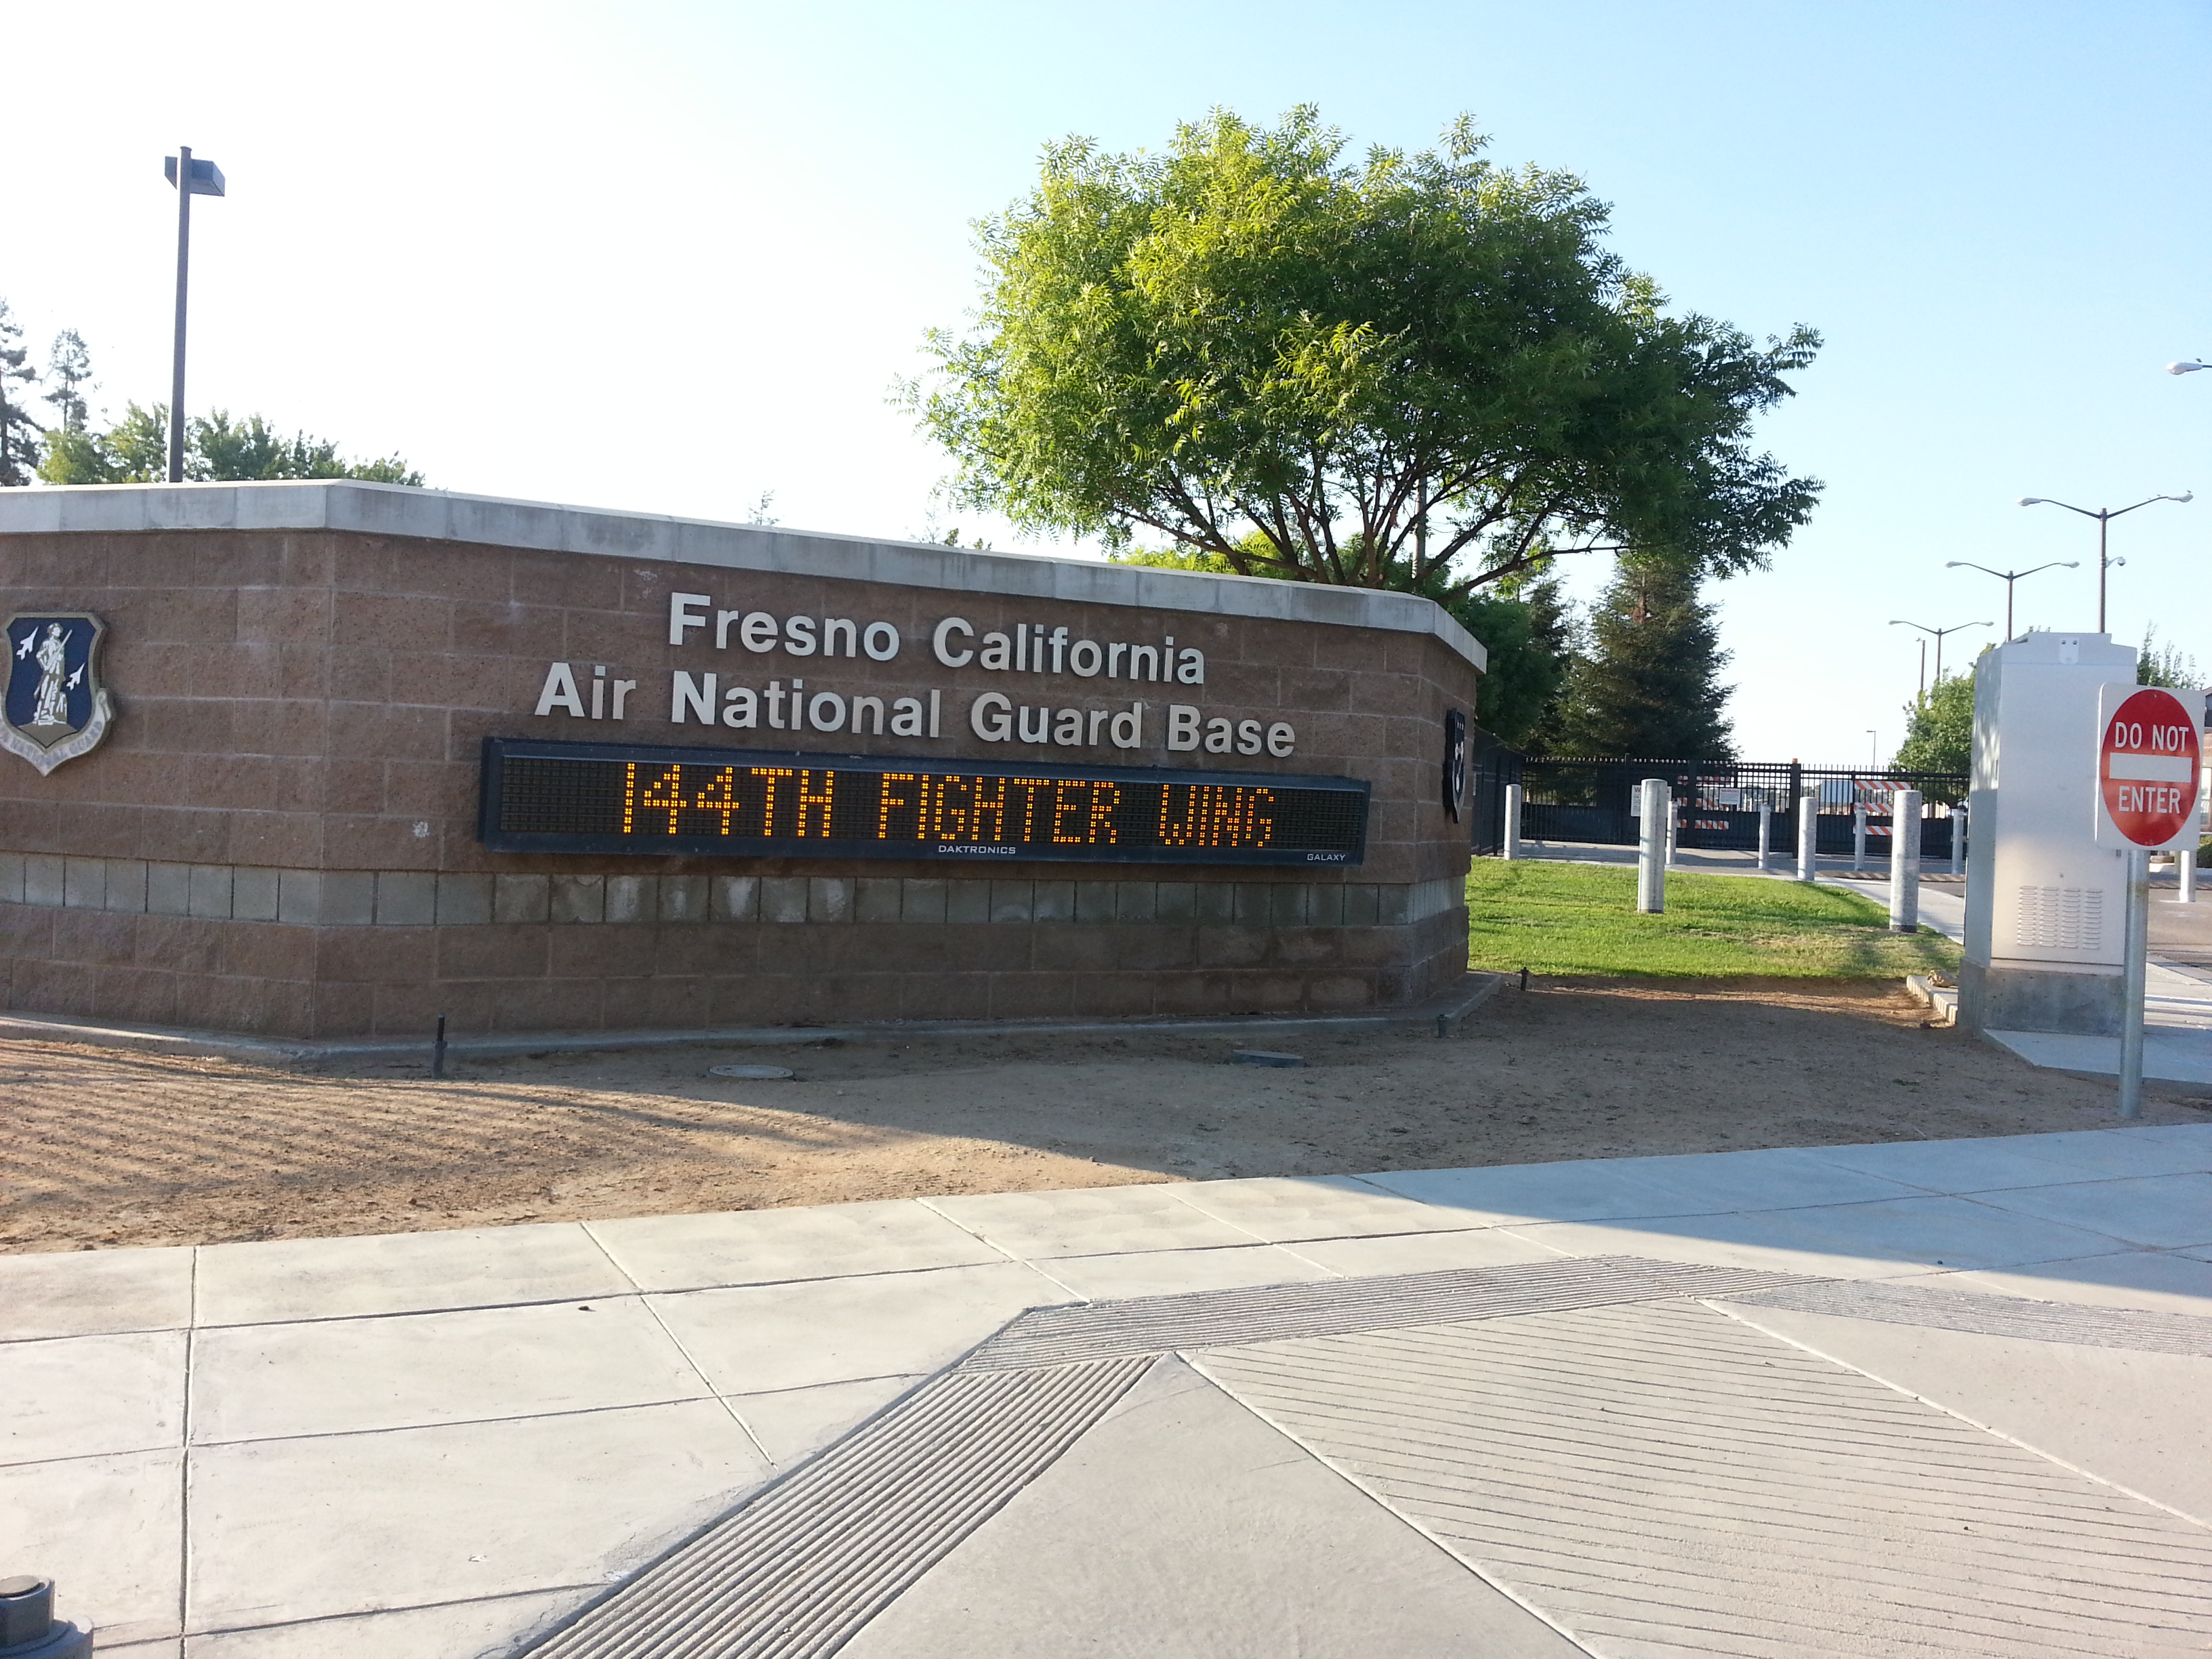 Fresno California
Air National Guard Base
144TH FIGHTER WING
DAKTRONICS
GALAXY
DO NOT
ENTER